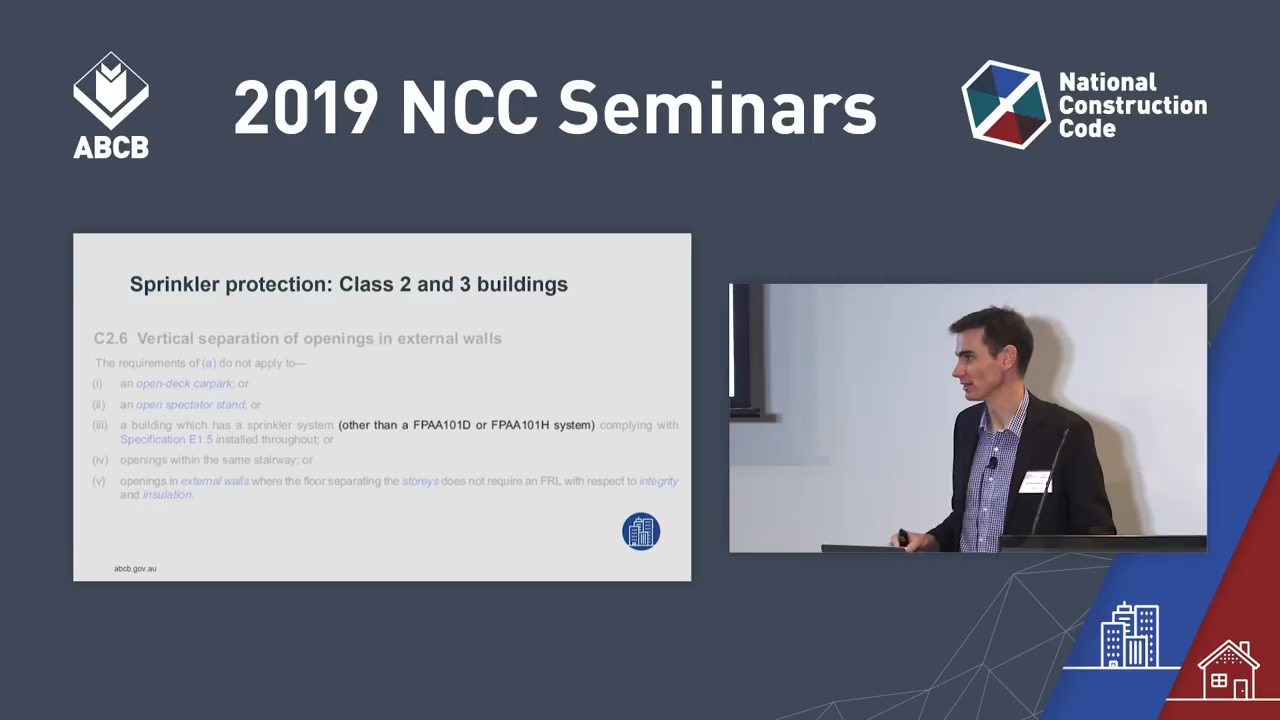 ABCB
2019 NCC Seminars
National
Construction
Code
Sprinkler protection: Class 2 and 3 buildings
C2.6 Vertical separation of openings in external walls
The requirements of (a) do not apply to—
(i) an open-deck carpark; or
(ii) an open spectator stand; or
(iii) a building which has a sprinkler system (other than a FPAA101D or FPAA101H system) complying with
Specification E1.5 installed throughout; or
(iv) openings within the same stairway; or
(v) openings in external walls where the floor separating the storeys does not require an FRL with respect to integrity
and insulation.
abcb.gov.au